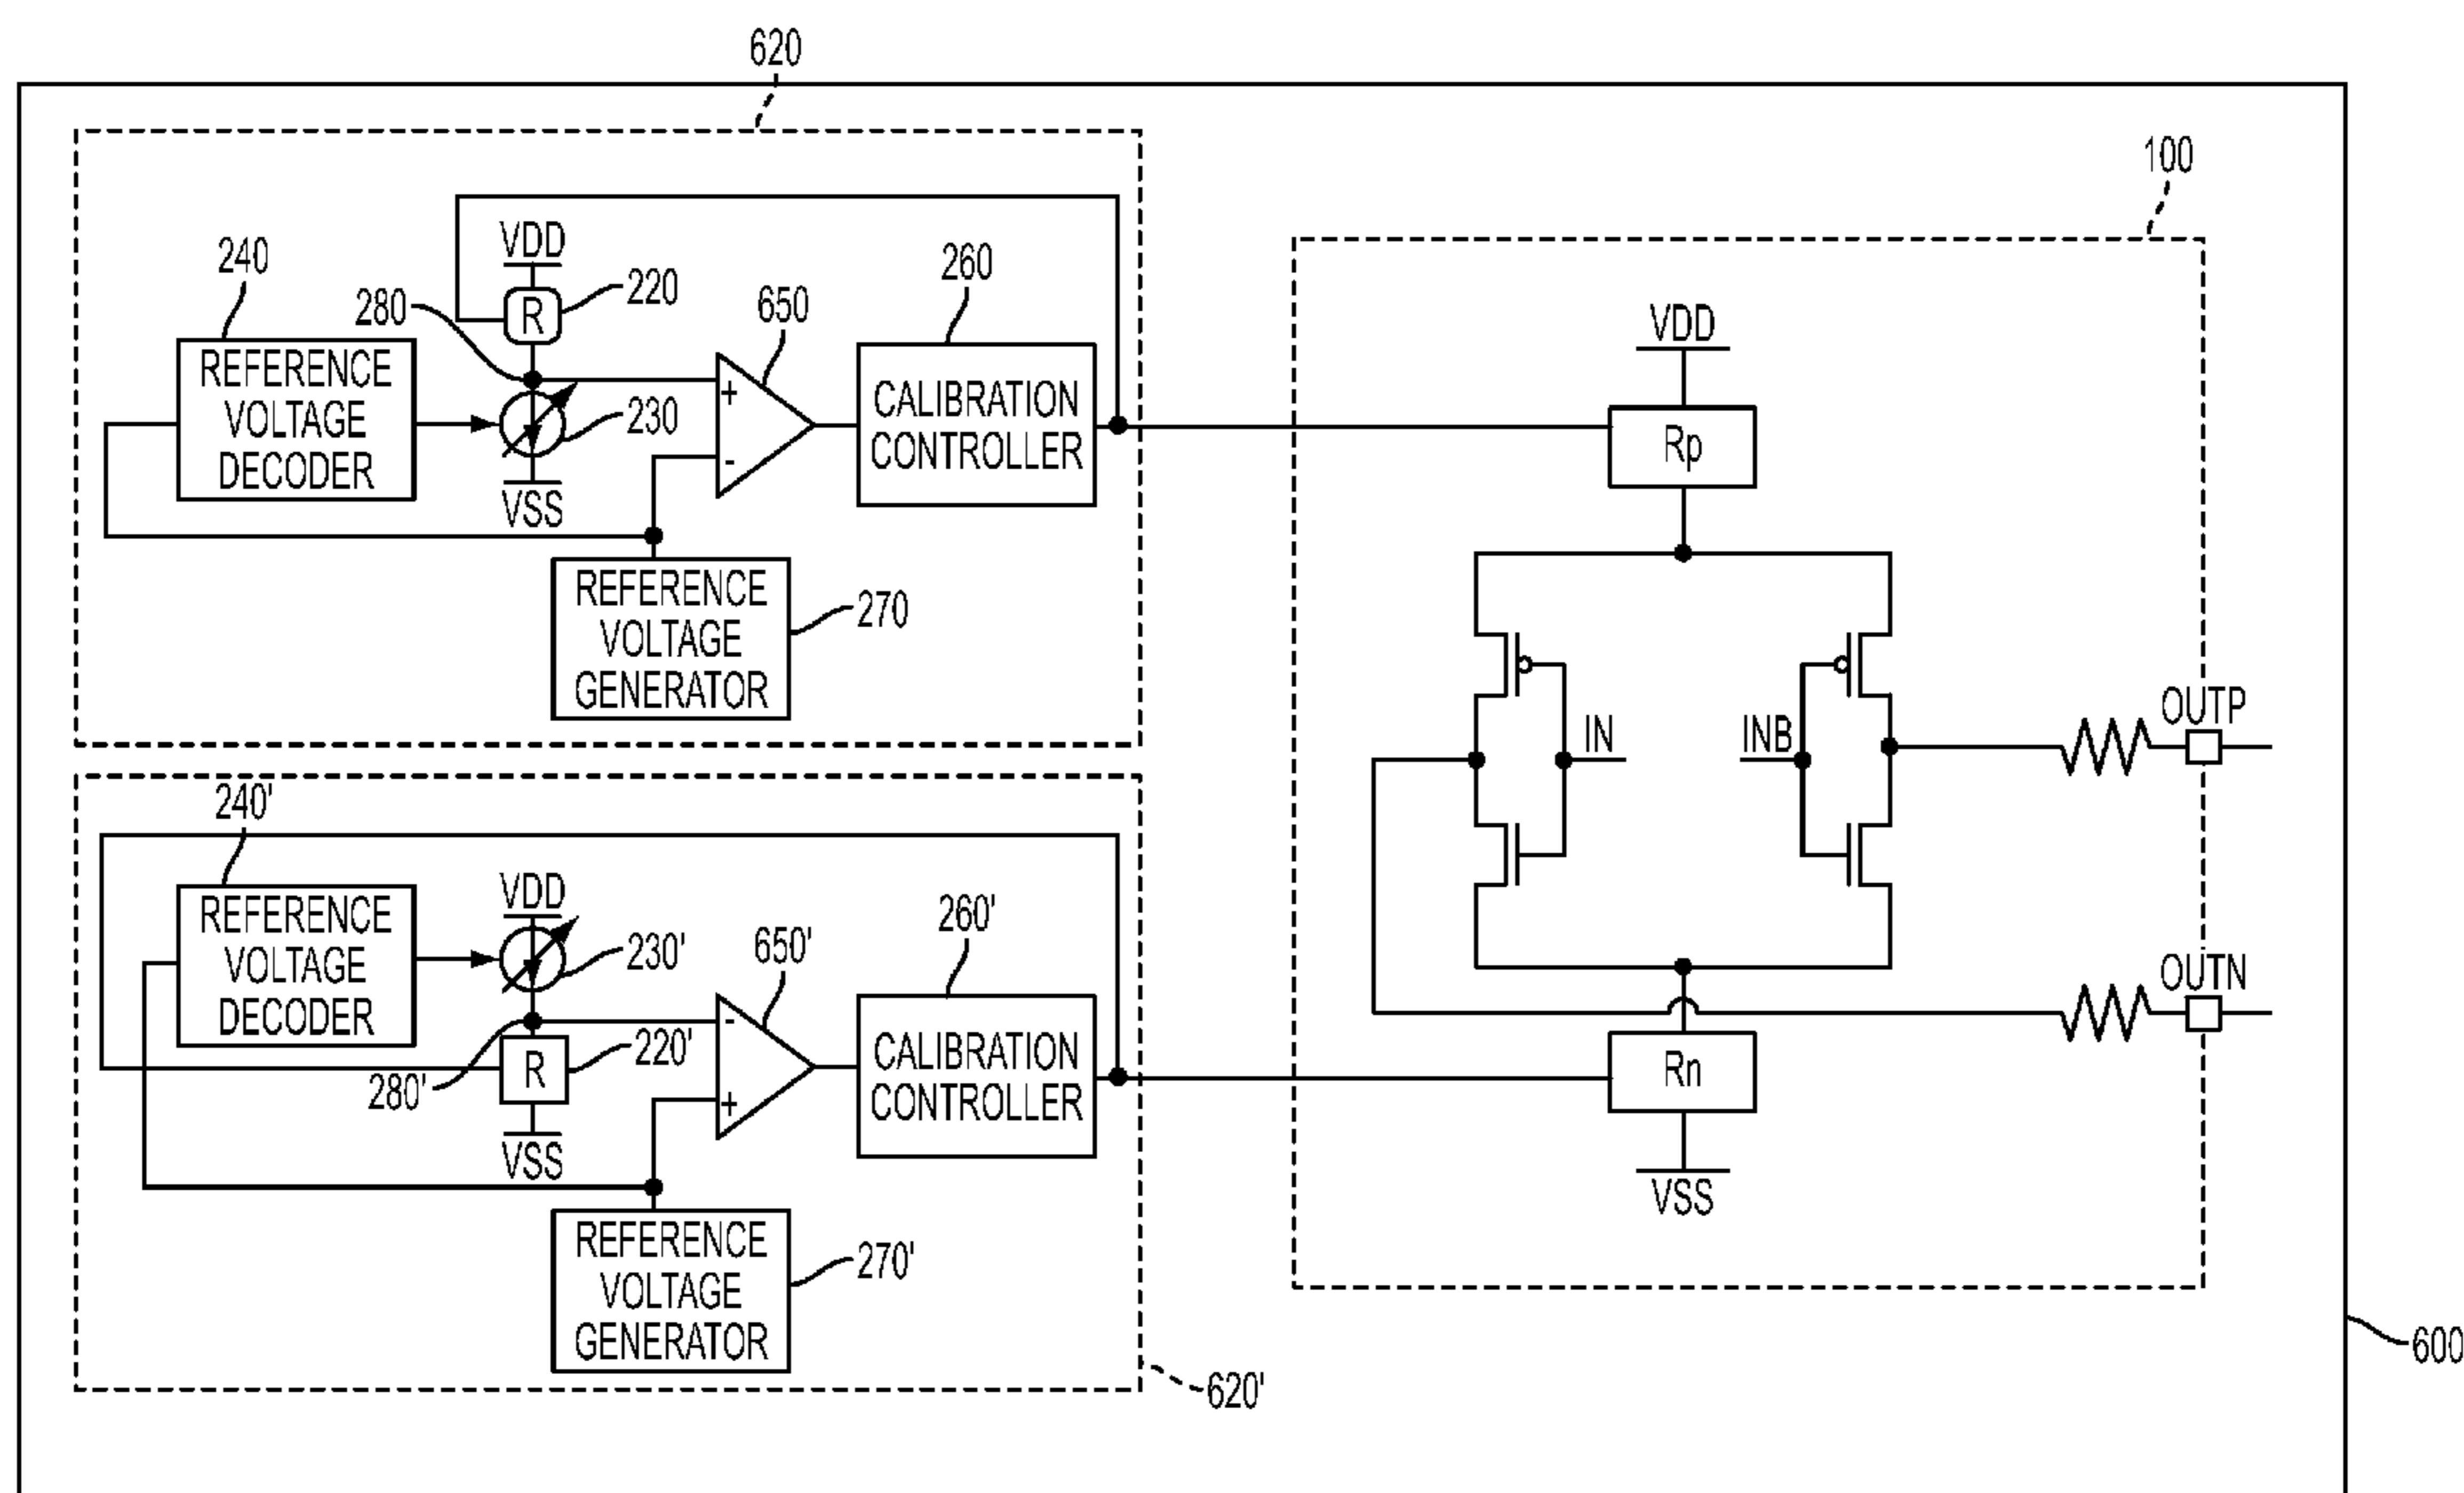 620
100
VDD
240
280
R
220
650
260
REFERENCE
VOLTAGE
DECODER
+
-
230
VSS
CALIBRATION
CONTROLLER
REFERENCE
VOLTAGE
GENERATOR
270
VDD
Rp
IN
INB
OUTP
240'
REFERENCE
VOLTAGE
DECODER
VDD
230'
650'
260'
-
+
280'
R
220'
VSS
CALIBRATION
CONTROLLER
REFERENCE
VOLTAGE
GENERATOR
270'
620'
OUTN
Rn
VSS
600